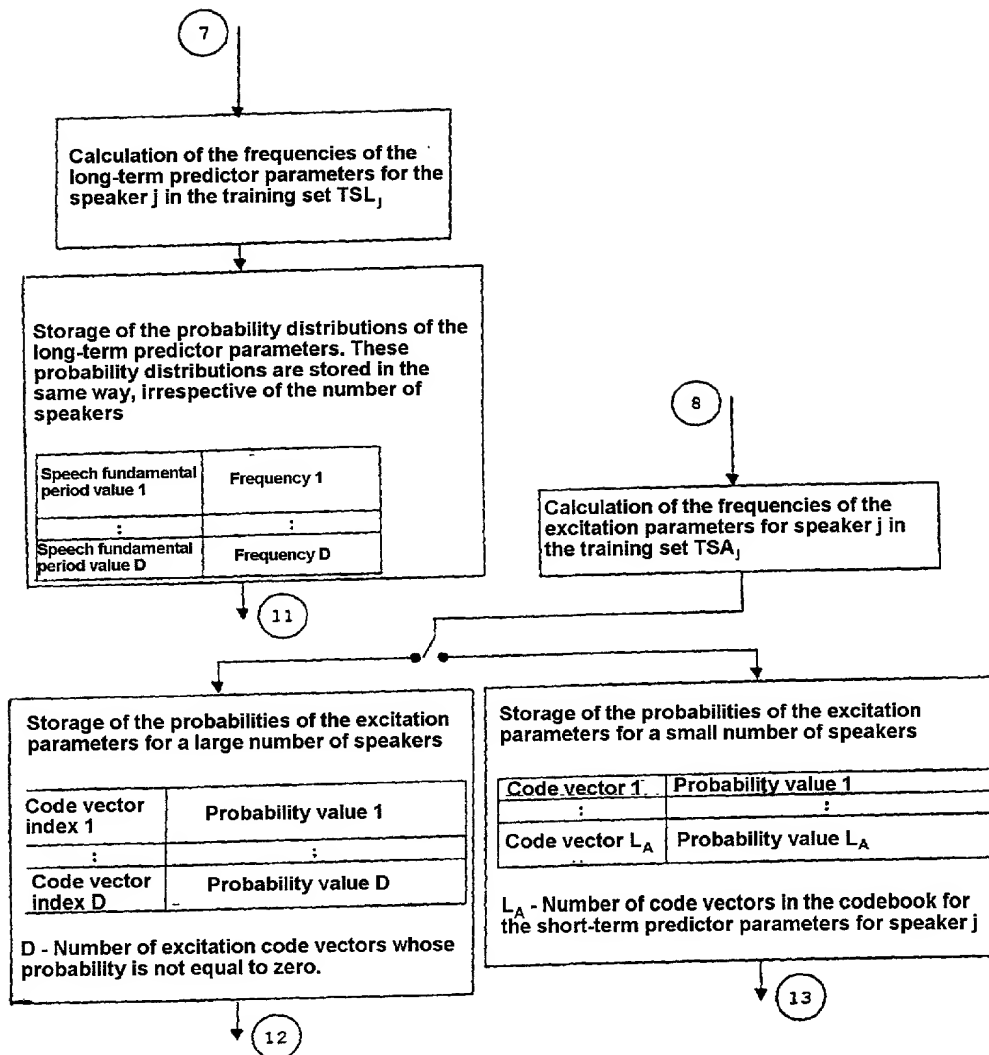 7
Calculation of the frequencies of the
long-term predictor parameters for the
speaker j in the training set TSLj
Storage of the probability distributions of the
long-term predictor parameters. These
probability distributions are stored in the
same way, irrespective of the number of
speakers
Speech fundamental
period value 1
Frequency 1
:
:
Speech fundamental
period value D
Frequency D
11
8
Calculation of the frequencies of the
excitation parameters for speaker j in
the training set TSAj
Storage of the probabilities of the excitation
parameters for a large number of speakers
Code vector
index 1
Probability value 1
:
:
Code vector
index D
Probability value D
D - Number of excitation code vectors whose
probability is not equal to zero.
12
Storage of the probabilities of the excitation
parameters for a small number of speakers
Code vector 1
Probability value 1
:
:
Code vector LA
Probability value LA
LA - Number of code vectors in the codebook for
the short-term predictor parameters for speaker j
13